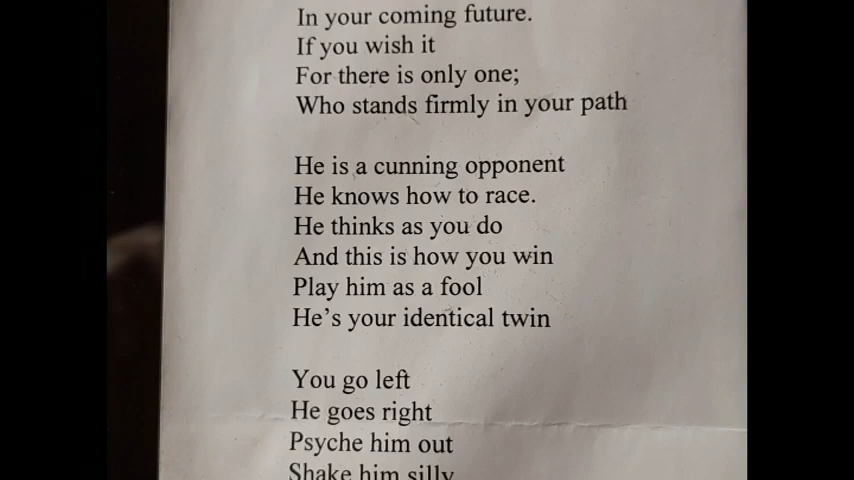 In your coming future.
If you wish it
For there is only one;
Who stands firmly in your path
He is a cunning opponent
He knows how to race.
He thinks as you do
And this is how you win
Play him as a fool
He's your identical twin
You go left
He goes right
Psyche him out
Shake him silly